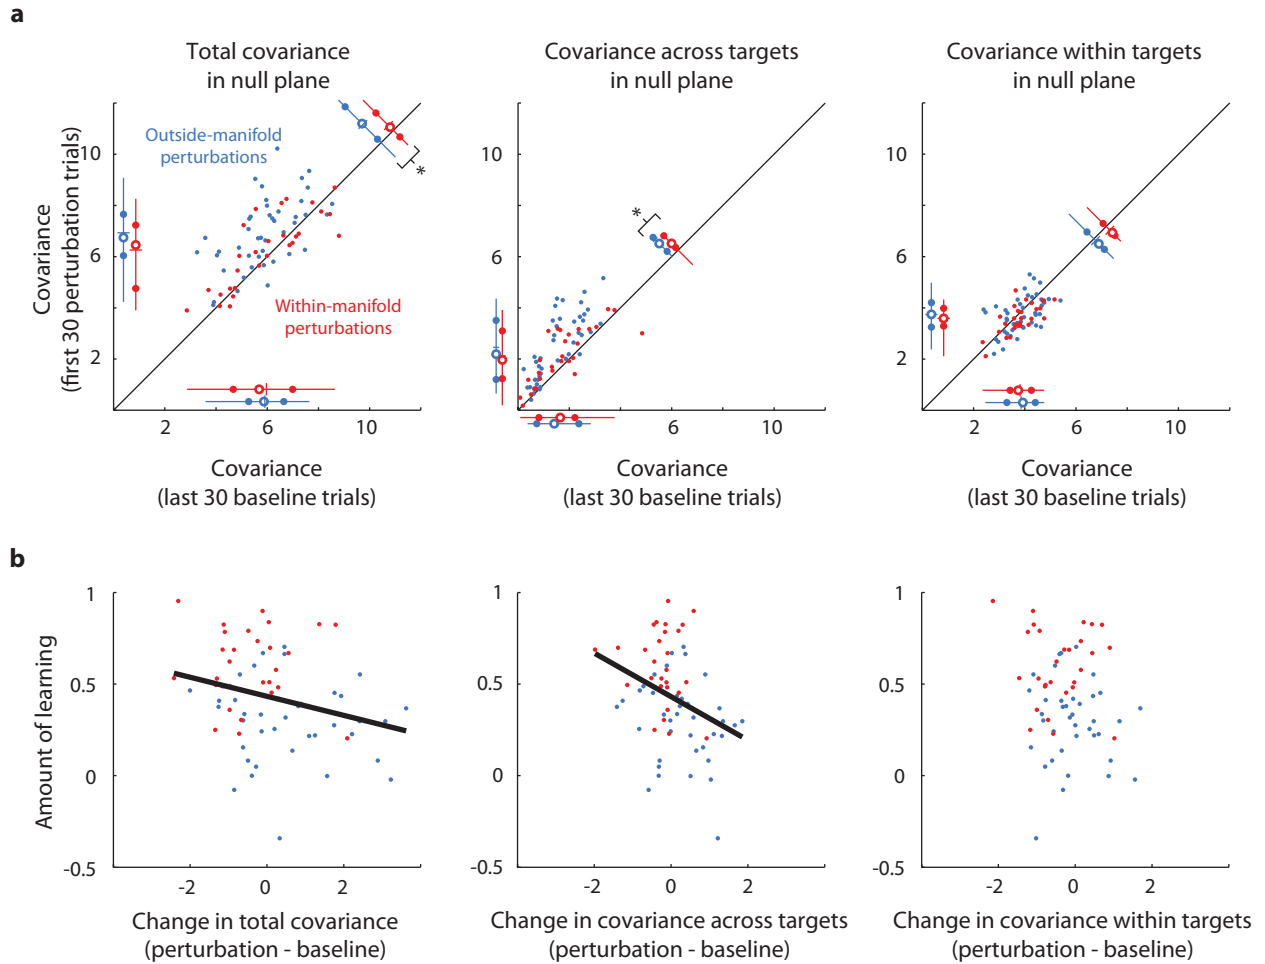 a
Total covariance
in null plane
Covariance across targets
in null plane
Covariance within targets
in null plane
Outside-manifold
perturbations
Within-manifold
perturbations
*
*
Covariance
(first 30 perturbation trials)
10
6
2
2
6
10
10
6
6
10
10
6
2
2
6
10
Covariance
(last 30 baseline trials)
Covariance
(last 30 baseline trials)
Covariance
(last 30 baseline trials)
b
Amount of learning
1
0.5
0
-0.5
-2
0
2
1
0.5
0
-0.5
-2
0
2
1
0.5
0
-0.5
-2
0
2
Change in total covariance
(perturbation - baseline)
Change in covariance across targets
(perturbation - baseline)
Change in covariance within targets
(perturbation - baseline)